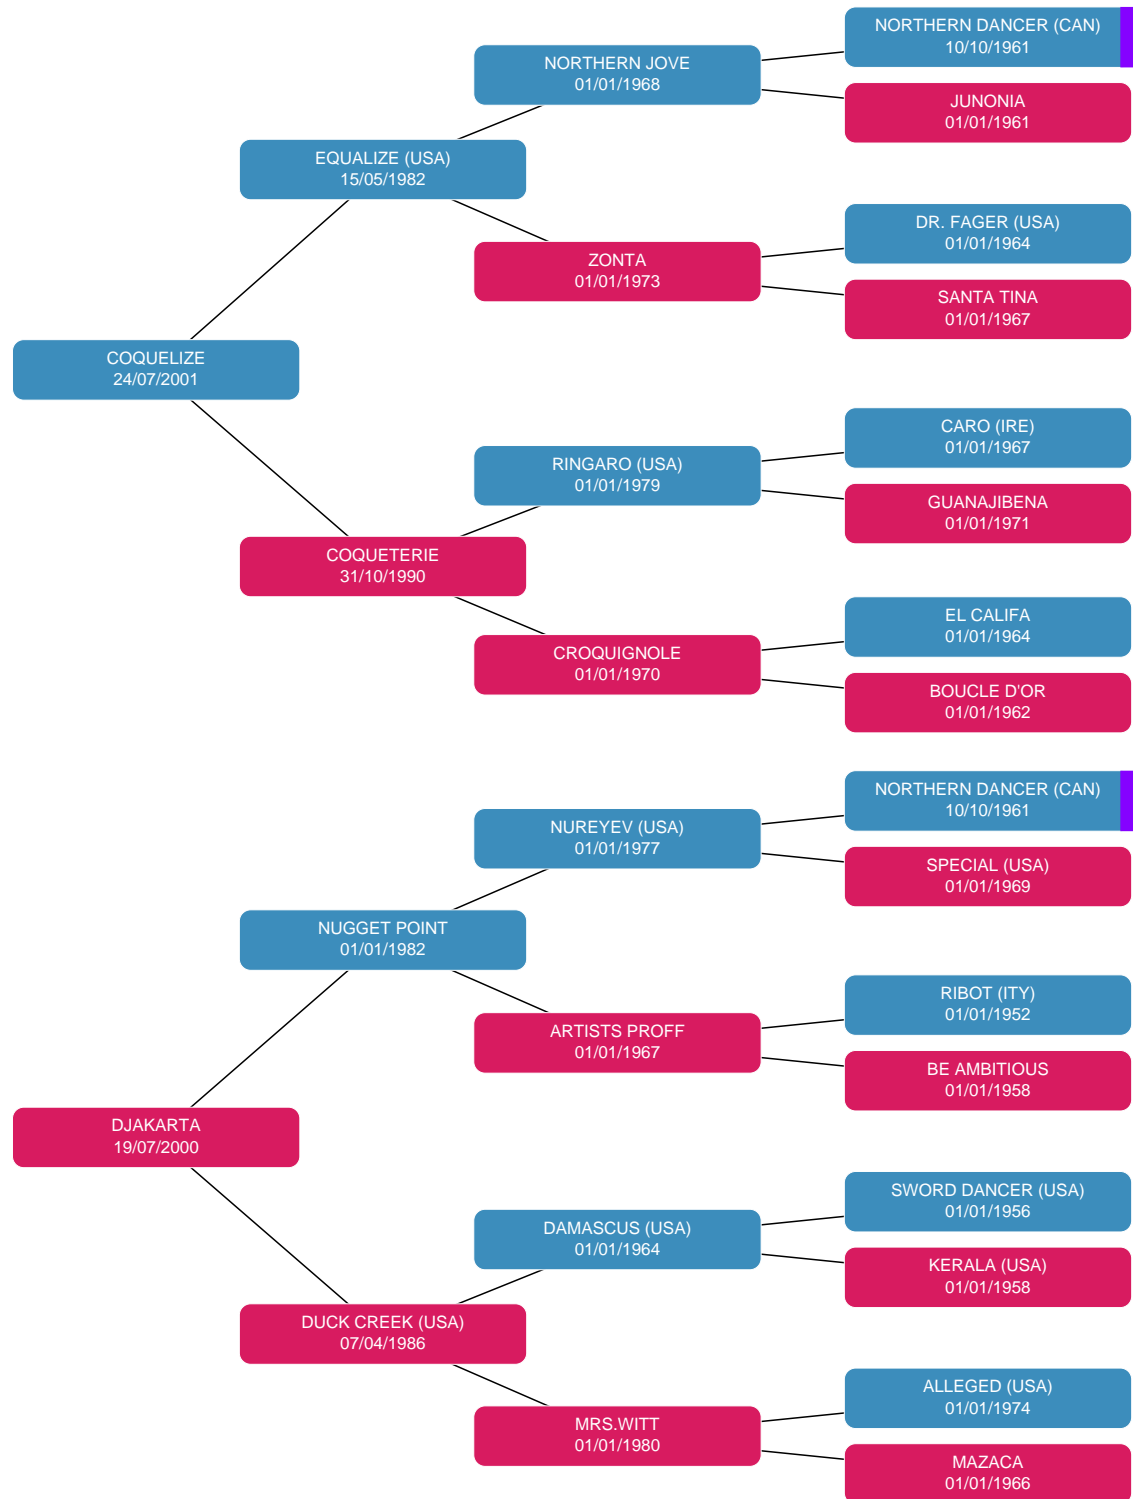 NORTHERN DANCER (CAN)
10/10/1961
NORTHERN JOVE
01/01/1968
JUNONIA
01/01/1961
EQUALIZE (USA)
15/05/1982
DR. FAGER (USA)
01/01/1964
ZONTA
01/01/1973
SANTA TINA
01/01/1967
COQUELIZE
24/07/2001
CARO (IRE)
01/01/1967
RINGARO (USA)
01/01/1979
GUANAJIBENA
01/01/1971
COQUETERIE
31/10/1990
EL CALIFA
01/01/1964
CROQUIGNOLE
01/01/1970
BOUCLE D'OR
01/01/1962
NORTHERN DANCER (CAN)
10/10/1961
NUREYEV (USA)
01/01/1977
SPECIAL (USA)
01/01/1969
NUGGET POINT
01/01/1982
RIBOT (ITY)
01/01/1952
ARTISTS PROFF
01/01/1967
BE AMBITIOUS
01/01/1958
DJAKARTA
19/07/2000
SWORD DANCER (USA)
01/01/1956
DAMASCUS (USA)
01/01/1964
KERALA (USA)
01/01/1958
DUCK CREEK (USA)
07/04/1986
ALLEGED (USA)
01/01/1974
MRS.WITT
01/01/1980
MAZACA
01/01/1966